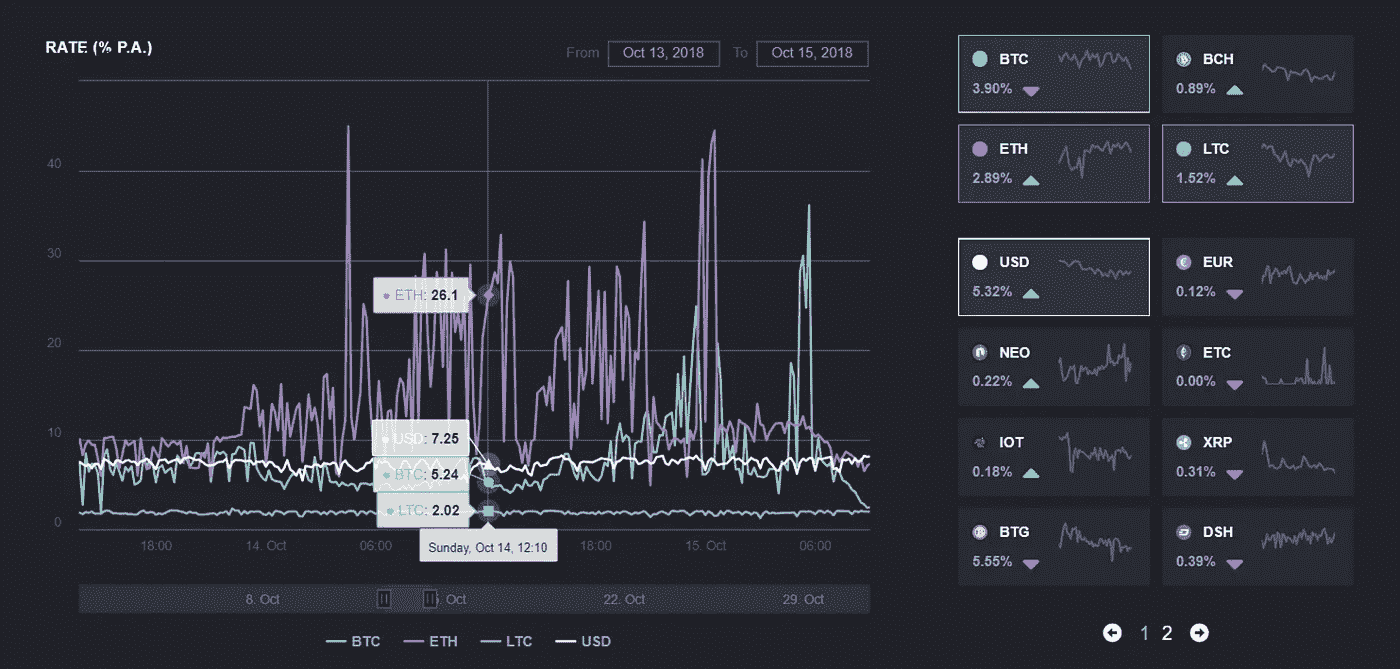 RATE (% P.A.)
From Oct 13, 2018 To Oct 15, 2018
40
30
20
10
0
ETH: 26.1
USD: 7.25
BTC: 5.24
LTC: 2.02
Sunday, Oct 14, 12:10
18:00 14. Oct 06:00 18:00 15. Oct 06:00
8. Oct Oct 22. Oct 29. Oct
BTC ETH LTC USD
BTC
3.90%
BCH
0.89%
ETH
2.89%
LTC
1.52%
USD
5.32%
EUR
0.12%
NEO
0.22%
ETC
0.00%
IOT
0.18%
XRP
0.31%
BTG
5.55%
DSH
0.39%
1 2